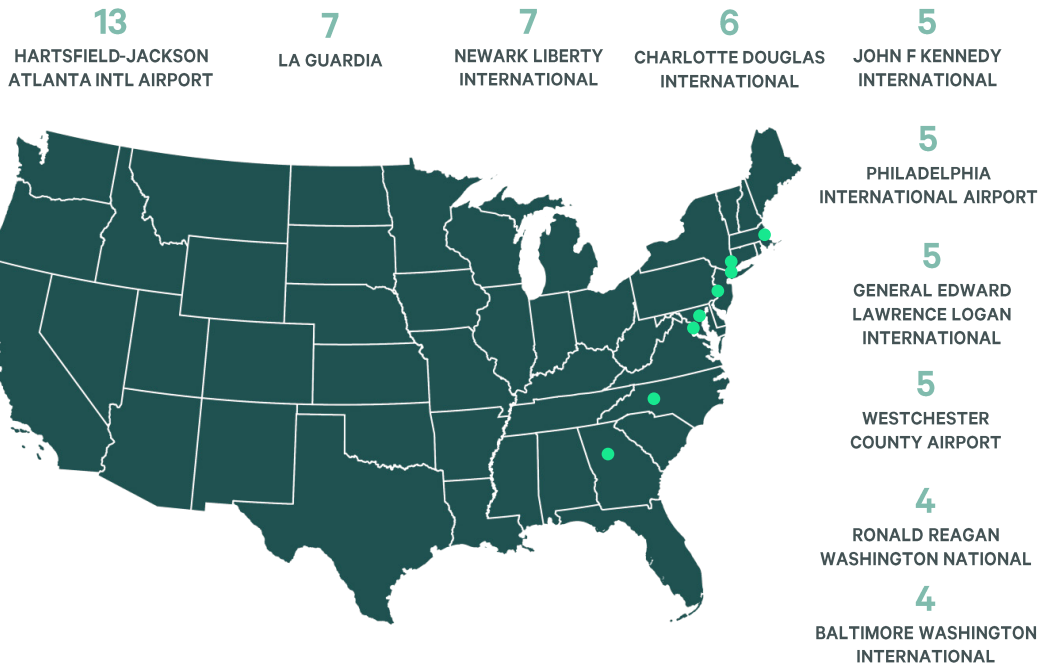 13
HARTSFIELD-JACKSON
ATLANTA INTL AIRPORT
7
LA GUARDIA
7
NEWARK LIBERTY
INTERNATIONAL
6
CHARLOTTE DOUGLAS
INTERNATIONAL
5
JOHN F KENNEDY
INTERNATIONAL
5
PHILADELPHIA
INTERNATIONAL AIRPORT
5
GENERAL EDWARD
LAWRENCE LOGAN
INTERNATIONAL
5
WESTCHESTER
COUNTY AIRPORT
4
RONALD REAGAN
WASHINGTON NATIONAL
4
BALTIMORE WASHINGTON
INTERNATIONAL